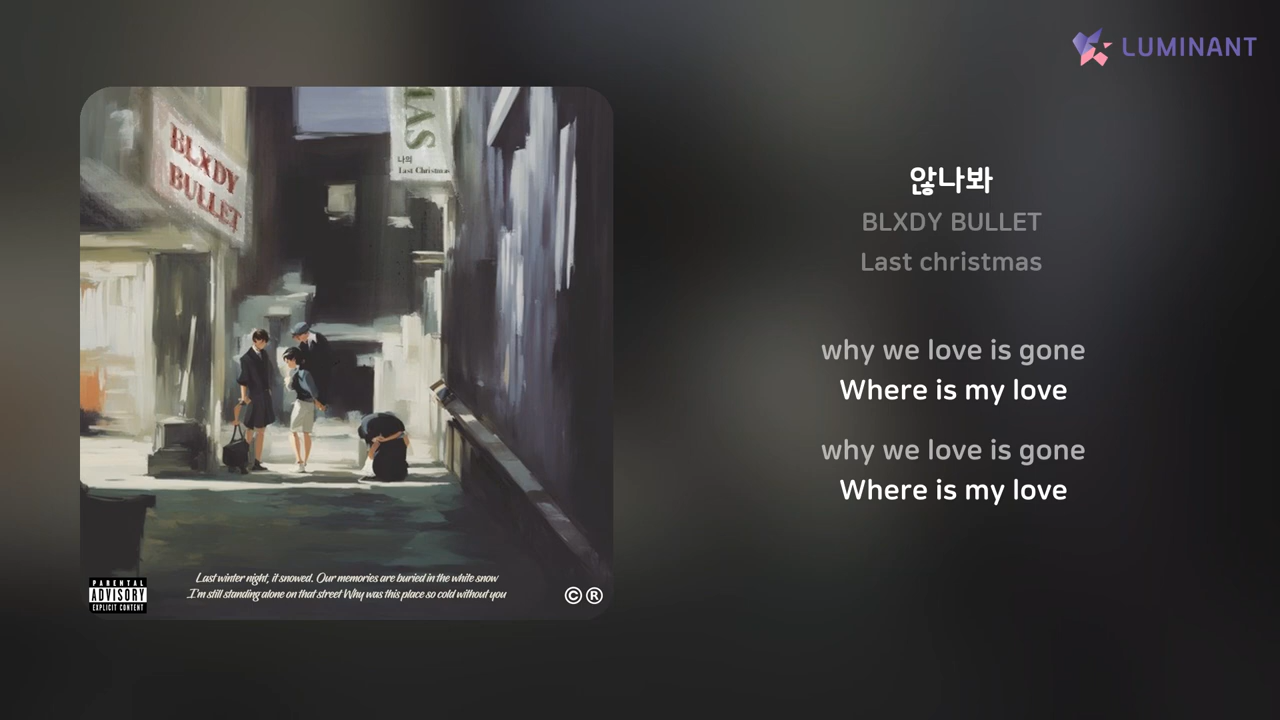 LUMINANT
BLXDY
BULLET
MAS
나의
Last Christmas
않나봐
BLXDY BULLET
Last christmas
why we love is gone
Where is my love
why we love is gone
Where is my love
Last winter night, it snowed. Our memories are buried in the white snow
I'm still standing alone on that street Why was this place so cold without you
PARENTAL
ADVISORY
EXPLICIT CONTENT
© ®